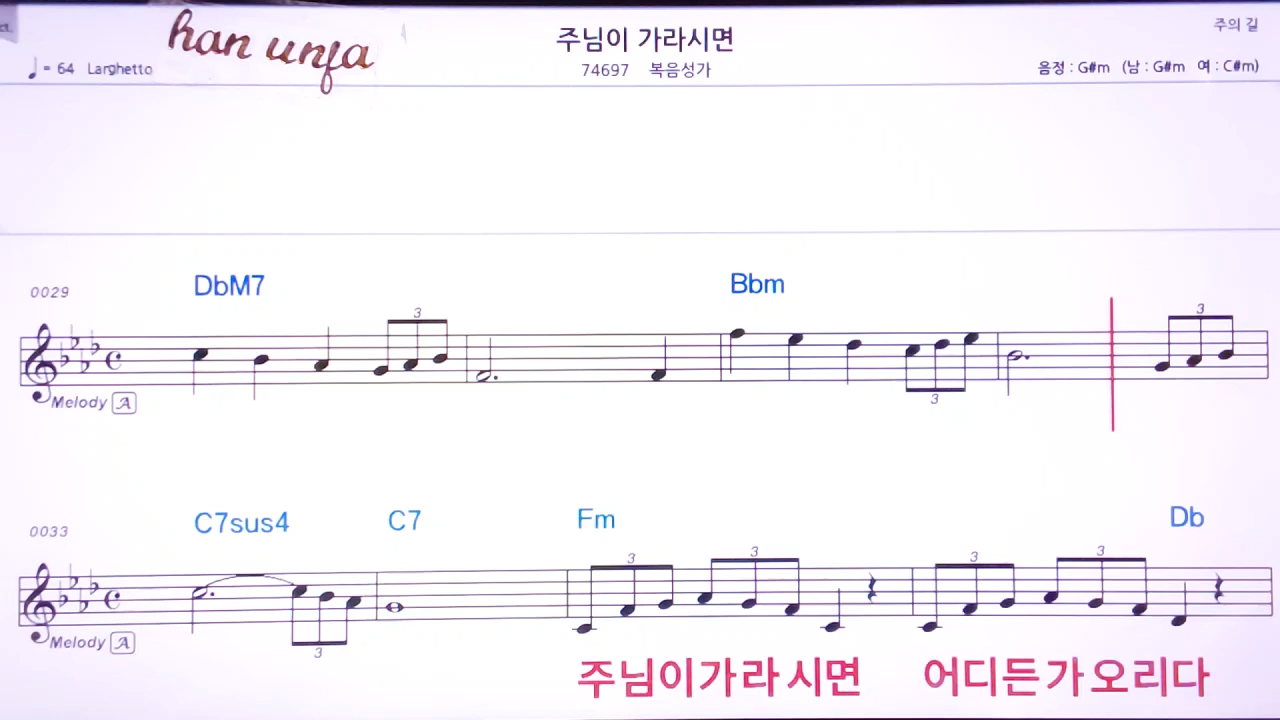 han unja
주님이 가라시면
주의 길
♩= 64 Larghetto
74697 복음성가
음정 : G#m (남 : G#m 여 : C#m)
DbM7 Bbm
0029
3 3
Melody A
3
C7sus4 C7 Fm Db
0033
3 3 3 3
Melody A
3
주님이가라시면 어디든가오리다